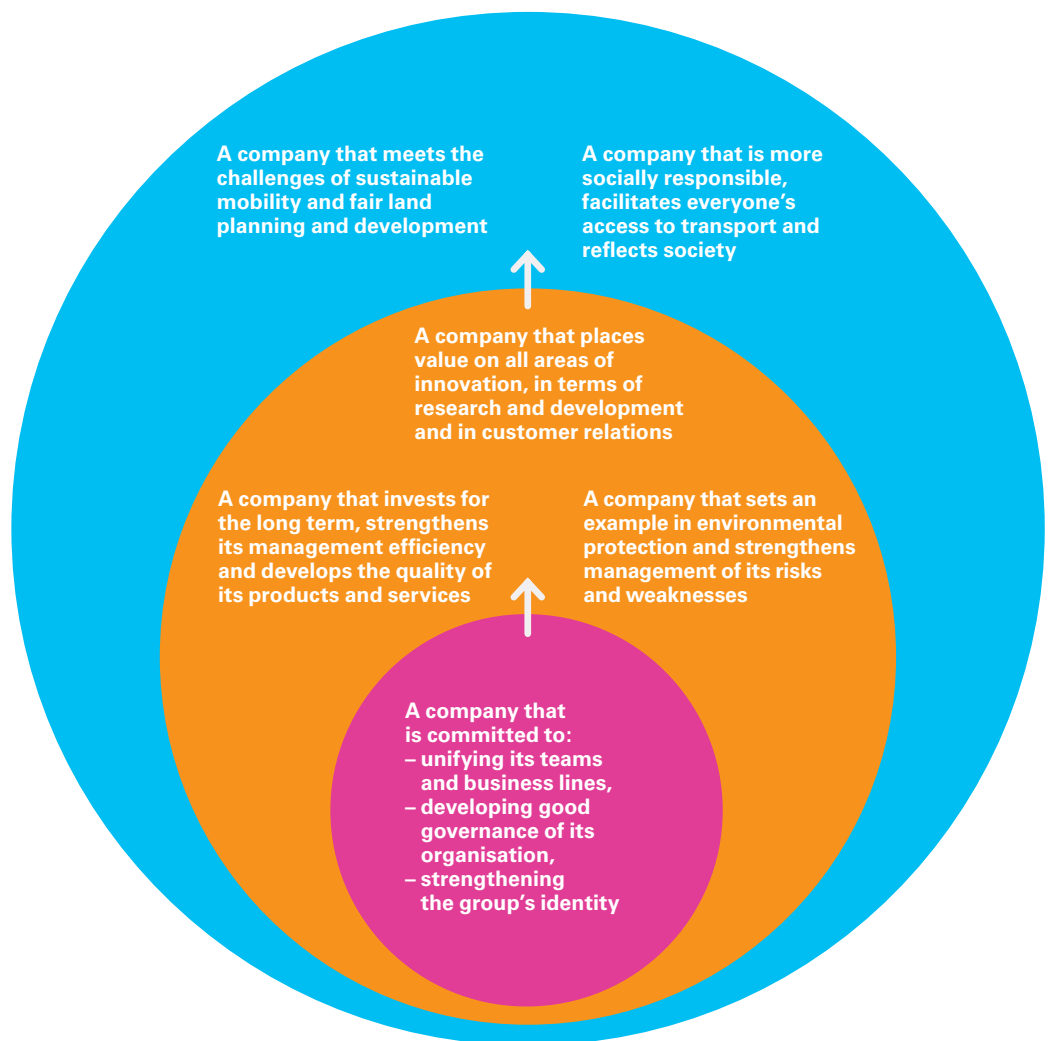 A company that meets the
challenges of sustainable
mobility and fair land
planning and development
A company that is more
socially responsible,
facilitates everyone’s
access to transport and
reflects society
A company that places
value on all areas of
innovation, in terms of
research and development
and in customer relations
A company that invests for
the long term, strengthens
its management efficiency
and develops the quality of
its products and services
A company that sets an
example in environmental
protection and strengthens
management of its risks
and weaknesses
A company that
is committed to:
– unifying its teams
and business lines,
– developing good
governance of its
organisation,
– strengthening
the group’s identity